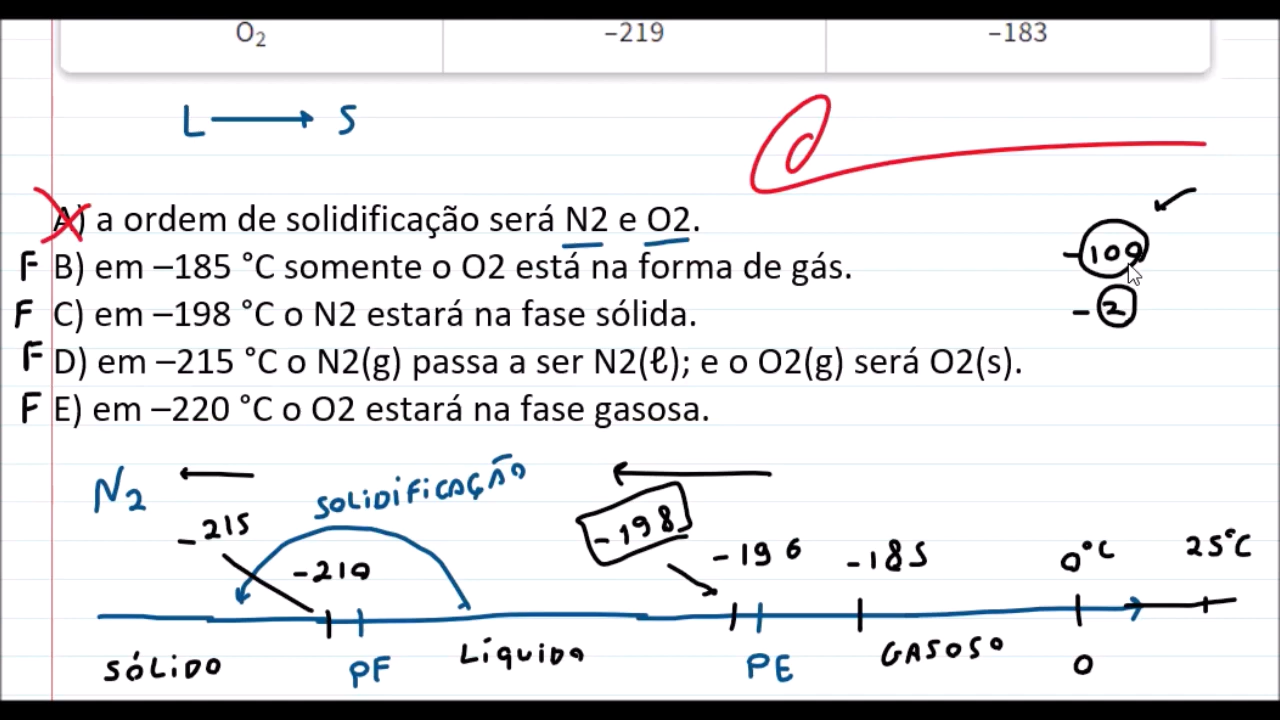 O₂ –219 –183
L → S
A) a ordem de solidificação será N2 e O2.
F B) em –185 °C somente o O2 está na forma de gás.
-100
F C) em –198 °C o N2 estará na fase sólida.
-2
F D) em –215 °C o N2(g) passa a ser N2(ℓ); e o O2(g) será O2(s).
F E) em –220 °C o O2 estará na fase gasosa.
N2 SOLIDIFICAÇÃO
-215 -210 -198 -196 -185 0°C 25°C
SÓLIDO PF LÍQUIDO PE GASOSO 0